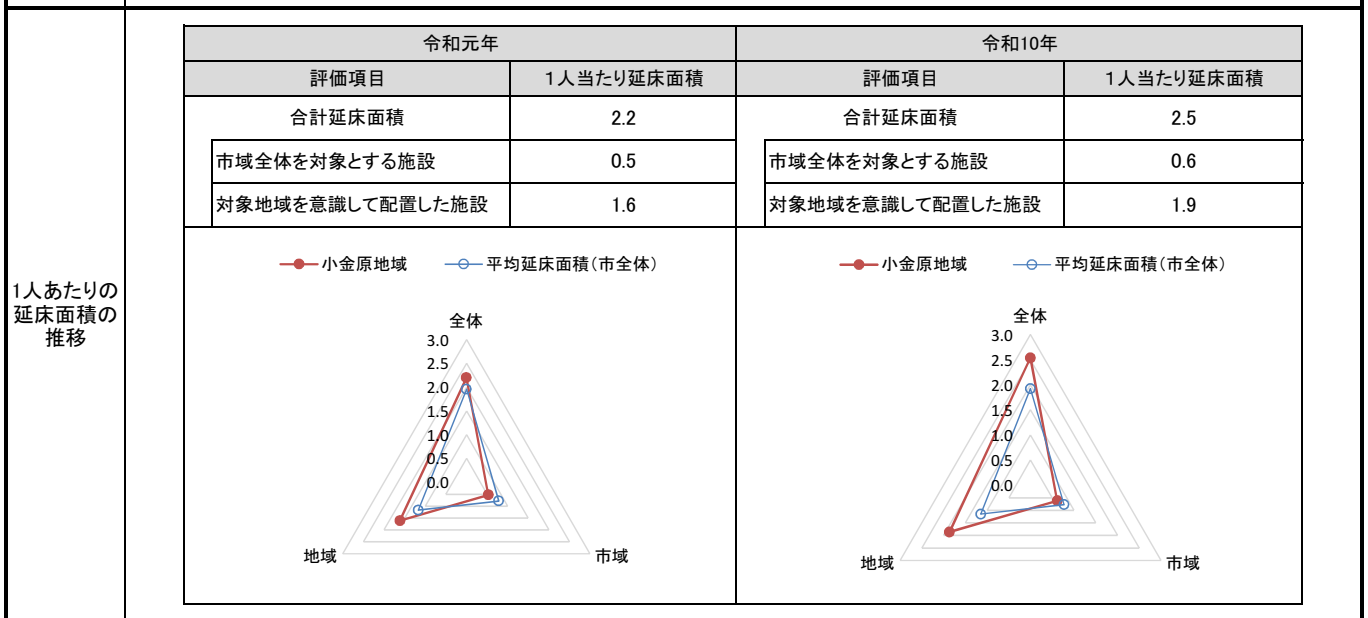 令和元年 令和10年
評価項目 1人当たり延床面積 評価項目 1人当たり延床面積
合計延床面積 2.2 合計延床面積 2.5
市域全体を対象とする施設 0.5 市域全体を対象とする施設 0.6
対象地域を意識して配置した施設 1.6 対象地域を意識して配置した施設 1.9
1人あたりの
延床面積の
推移
小金原地域 平均延床面積(市全体)
全体
3.0
2.5
2.0
1.5
1.0
0.5
0.0
地域 市域
小金原地域 平均延床面積(市全体)
全体
3.0
2.5
2.0
1.5
1.0
0.5
0.0
地域 市域